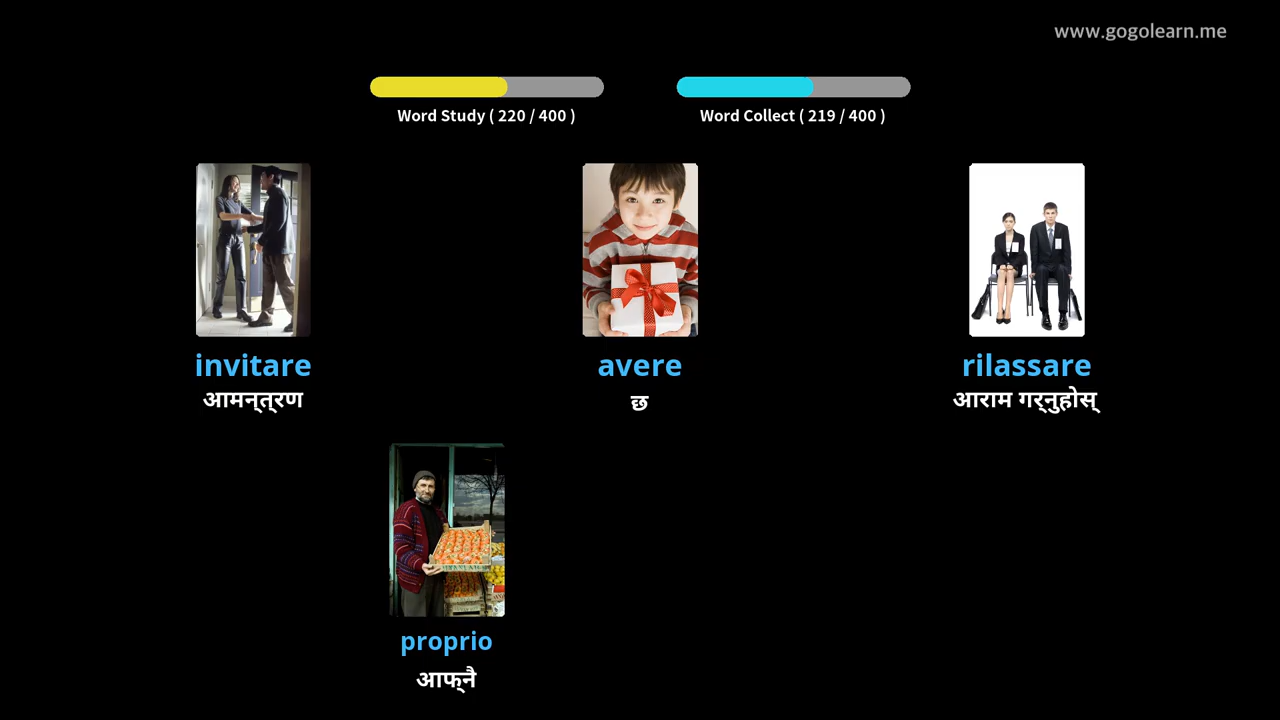 www.gogolearn.me
Word Study ( 220 / 400 )
Word Collect ( 219 / 400 )
invitare
avere
rilassare
आमन्त्रण
छ
आराम गर्नुहोस्
proprio
आफ्नै